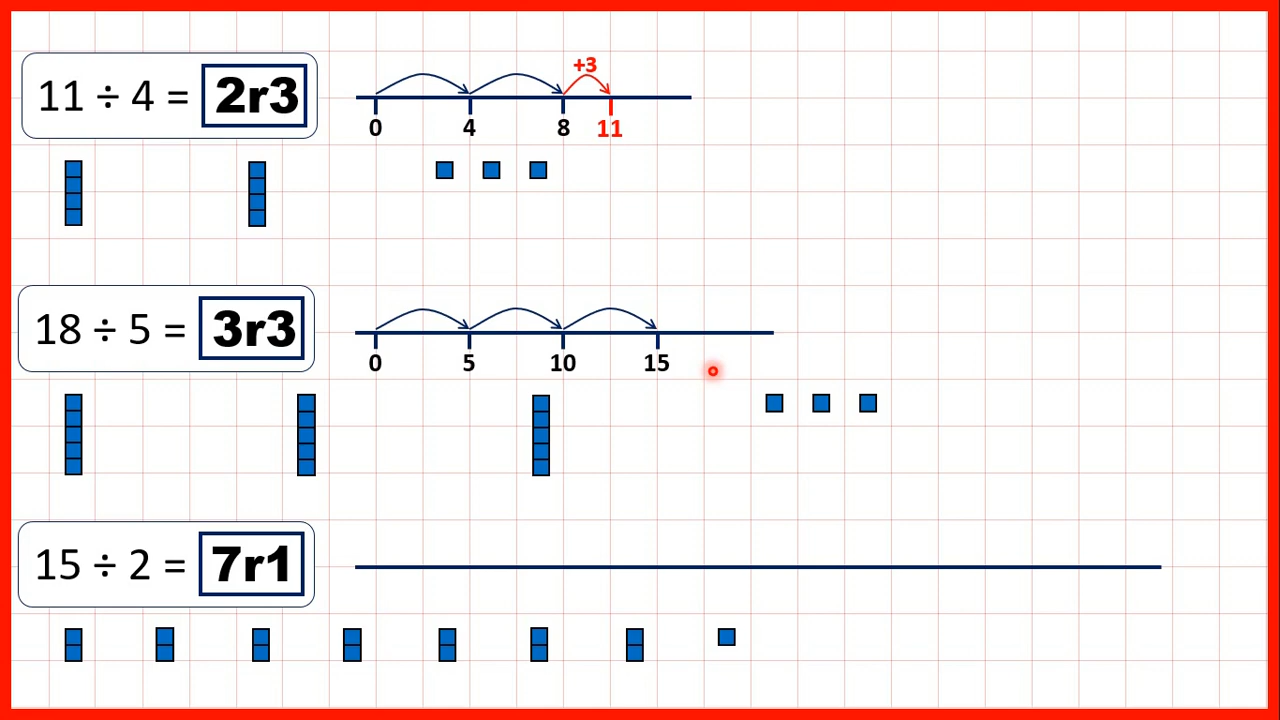 11 ÷ 4 = 2r3
+3
0 4 8 11
18 ÷ 5 = 3r3
0 5 10 15
15 ÷ 2 = 7r1